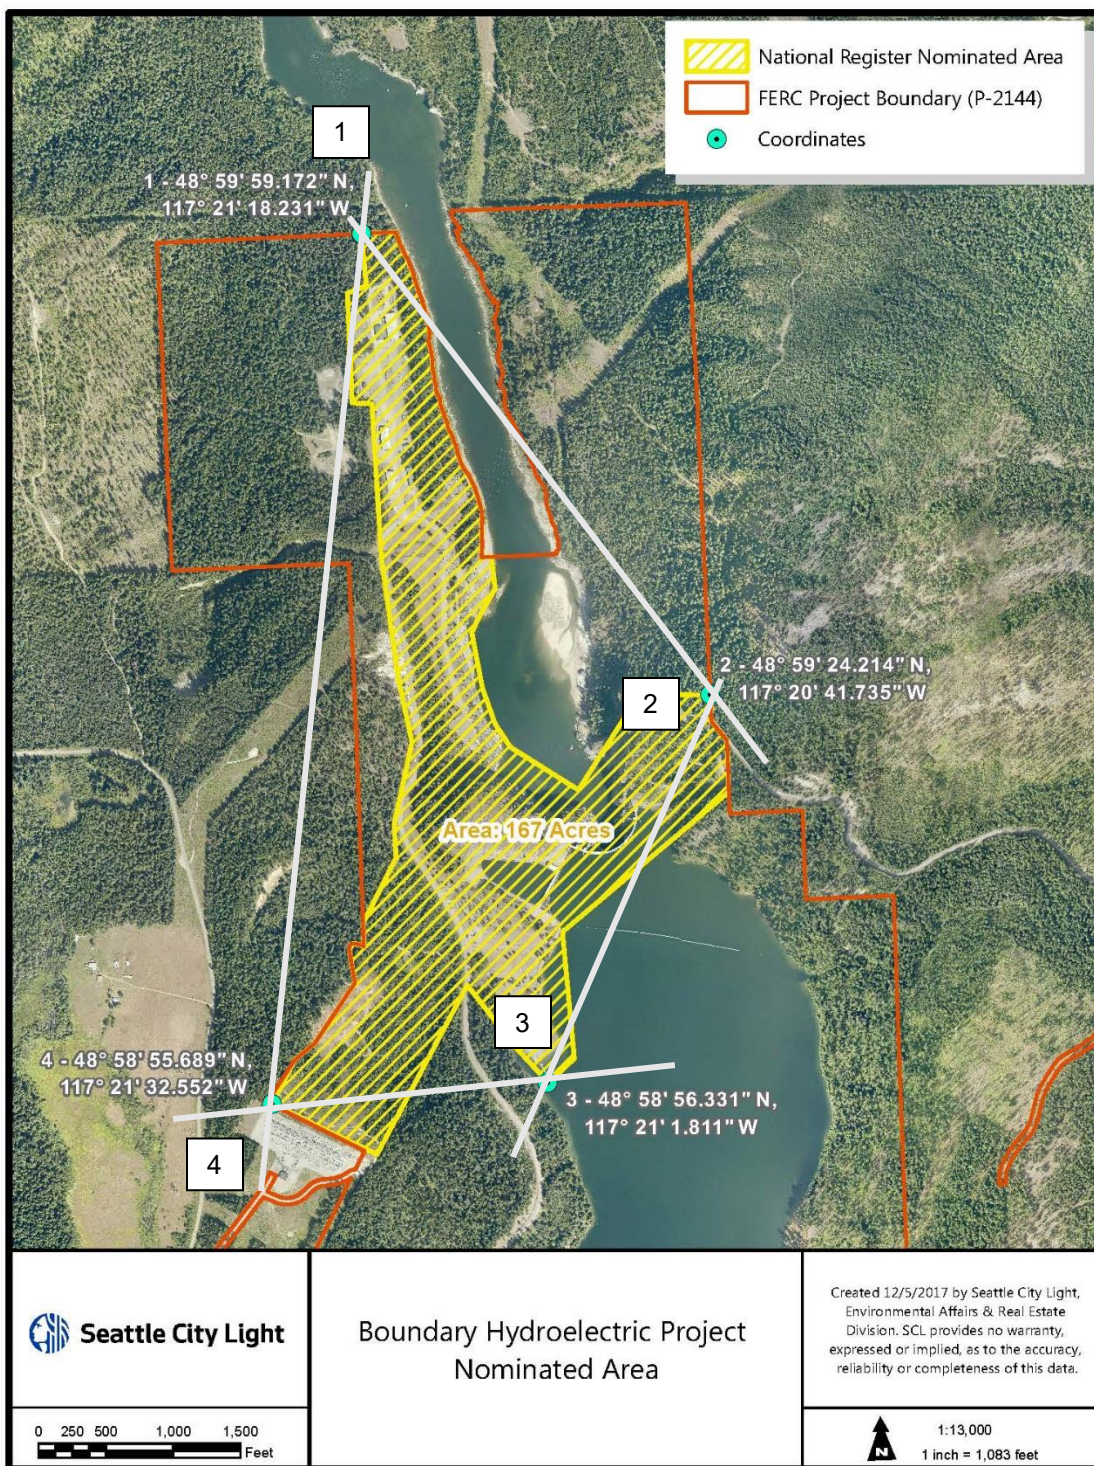 National Register Nominated Area
FERC Project Boundary (P-2144)
Coordinates
1
1 - 48° 59' 59.172" N,
117° 21' 18.231" W
2 - 48° 59' 24.214" N,
117° 20' 41.735" W
2
Area: 167 Acres
3
4 - 48° 58' 55.689" N,
117° 21' 32.552" W
3 - 48° 58' 56.331" N,
117° 21' 1.811" W
4
Seattle City Light
Boundary Hydroelectric Project
Nominated Area
Created 12/5/2017 by Seattle City Light,
Environmental Affairs & Real Estate
Division. SCL provides no warranty,
expressed or implied, as to the accuracy,
reliability or completeness of this data.
0 250 500 1,000 1,500
Feet
N
1:13,000
1 inch = 1,083 feet